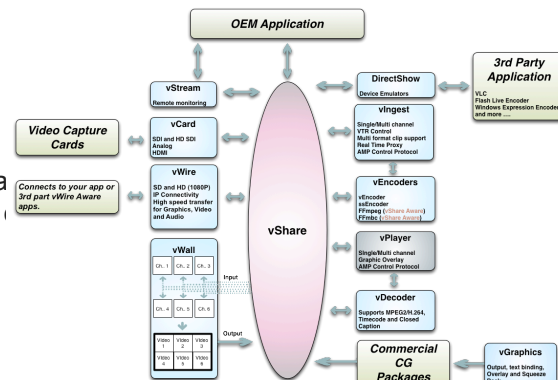 OEM Application
vStream
Remote monitoring
DirectShow
Device Emulators
3rd Party
Application
VLC
Flash Live Encoder
Windows Expression Encoder
and more ....
Video Capture
Cards
vCard
SDI and HD SDI
Analog
HDMI
vIngest
Single/Multi channel
VTR Control
Multi format clip support
Real Time Proxy
AMP Control Protocol
Connects to your app or
3rd part vWire Aware
apps.
vWire
SD and HD (1080P)
IP Connectivity
High speed transfer
for Graphics, Video
and Audio
vShare
vEncoders
vEncoder
ssEncoder
FFmpeg (vShare Aware)
FFmbc (vShare Aware)
vWall
Ch.. 1 Ch.. 2 Ch.. 3
Input
Ch.. 4 Ch.. 5 Ch. 6
Output
Video 1 Video 2 Video 3
Video 4 Video 5 Video 6
vPlayer
Single/Multi channel
Graphic Overlay
AMP Control Protocol
vDecoder
Supports MPEG2/H.264,
Timecode and Closed
Caption
Commercial
CG
Packages
vGraphics
Output, text binding,
Overlay and Squeeze